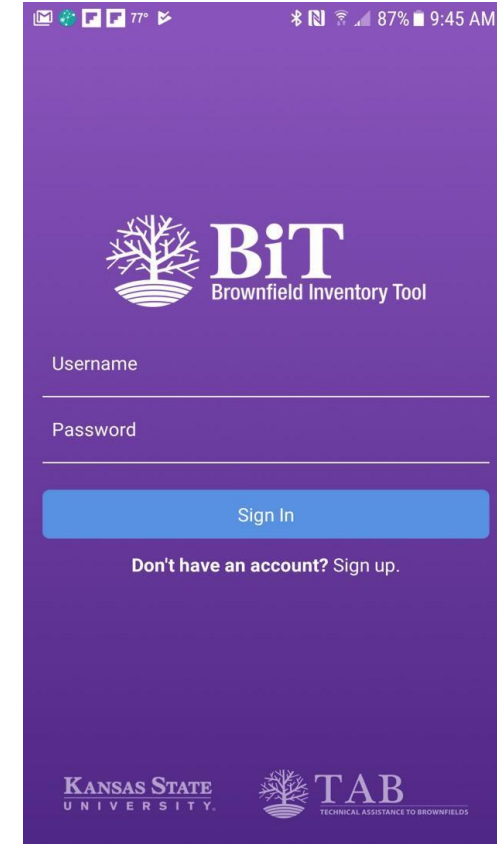 77° 87% 9:45 AM
BiT
Brownfield Inventory Tool
Username
Password
Sign In
Don't have an account? Sign up.
KANSAS STATE
UNIVERSITY.
TAB
TECHNICAL ASSISTANCE TO BROWNFIELDS